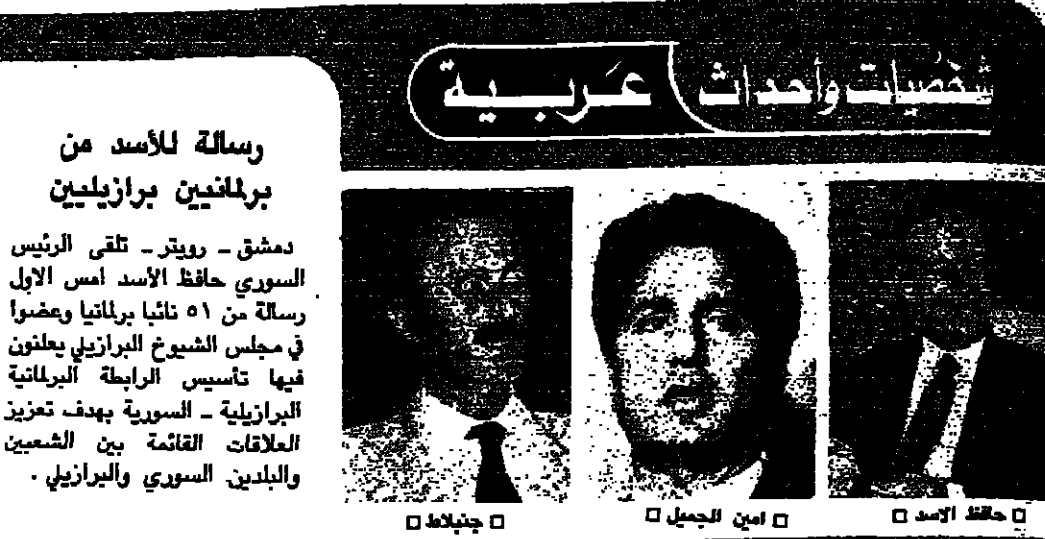 شخصيات وأحداث عربية
رسالة للأسد من
برلمانيين برازيليين
دمشق ـ رويتر ـ تلقى الرئيس
السوري حافظ الأسد امس الاول
رسالة من ٥١ نائبا برلمانيا وعضوا
في مجلس الشيوخ البرازيلي يعلنون
فيها تأسيس الرابطة البرلمانية
البرازيلية ـ السورية بهدف تعزيز
العلاقات القائمة بين الشعبين
والبلدين السوري والبرازيلي .
□ حافظ الاسد □
□ امين الجميل □
□ جنبلاط □